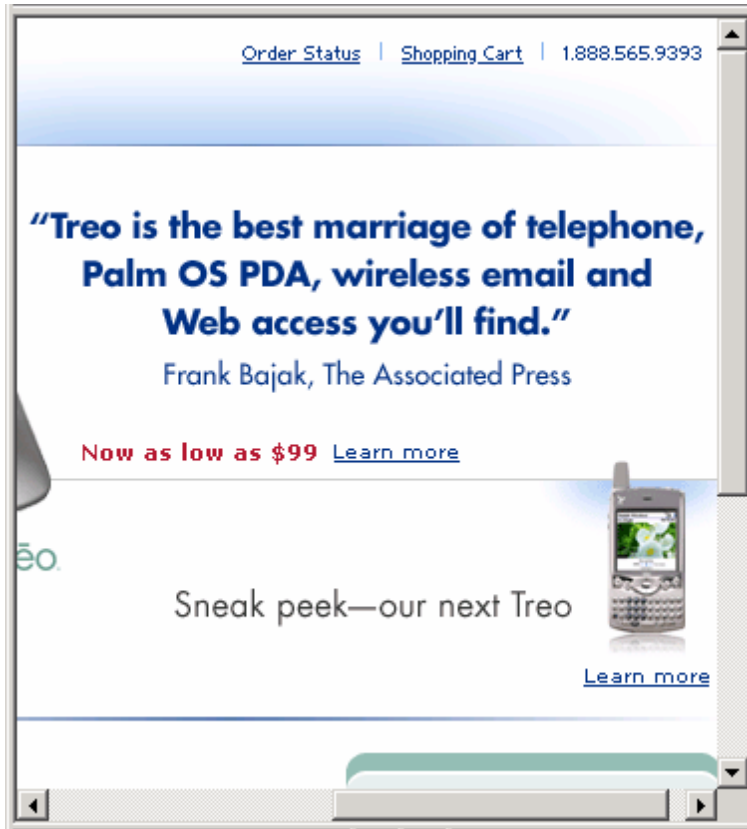 Order Status | Shopping Cart | 1.888.565.9393
“Treo is the best marriage of telephone,
Palm OS PDA, wireless email and
Web access you’ll find.”
Frank Bajak, The Associated Press
Now as low as $99 Learn more
ēo.
Sneak peek—our next Treo
Learn more